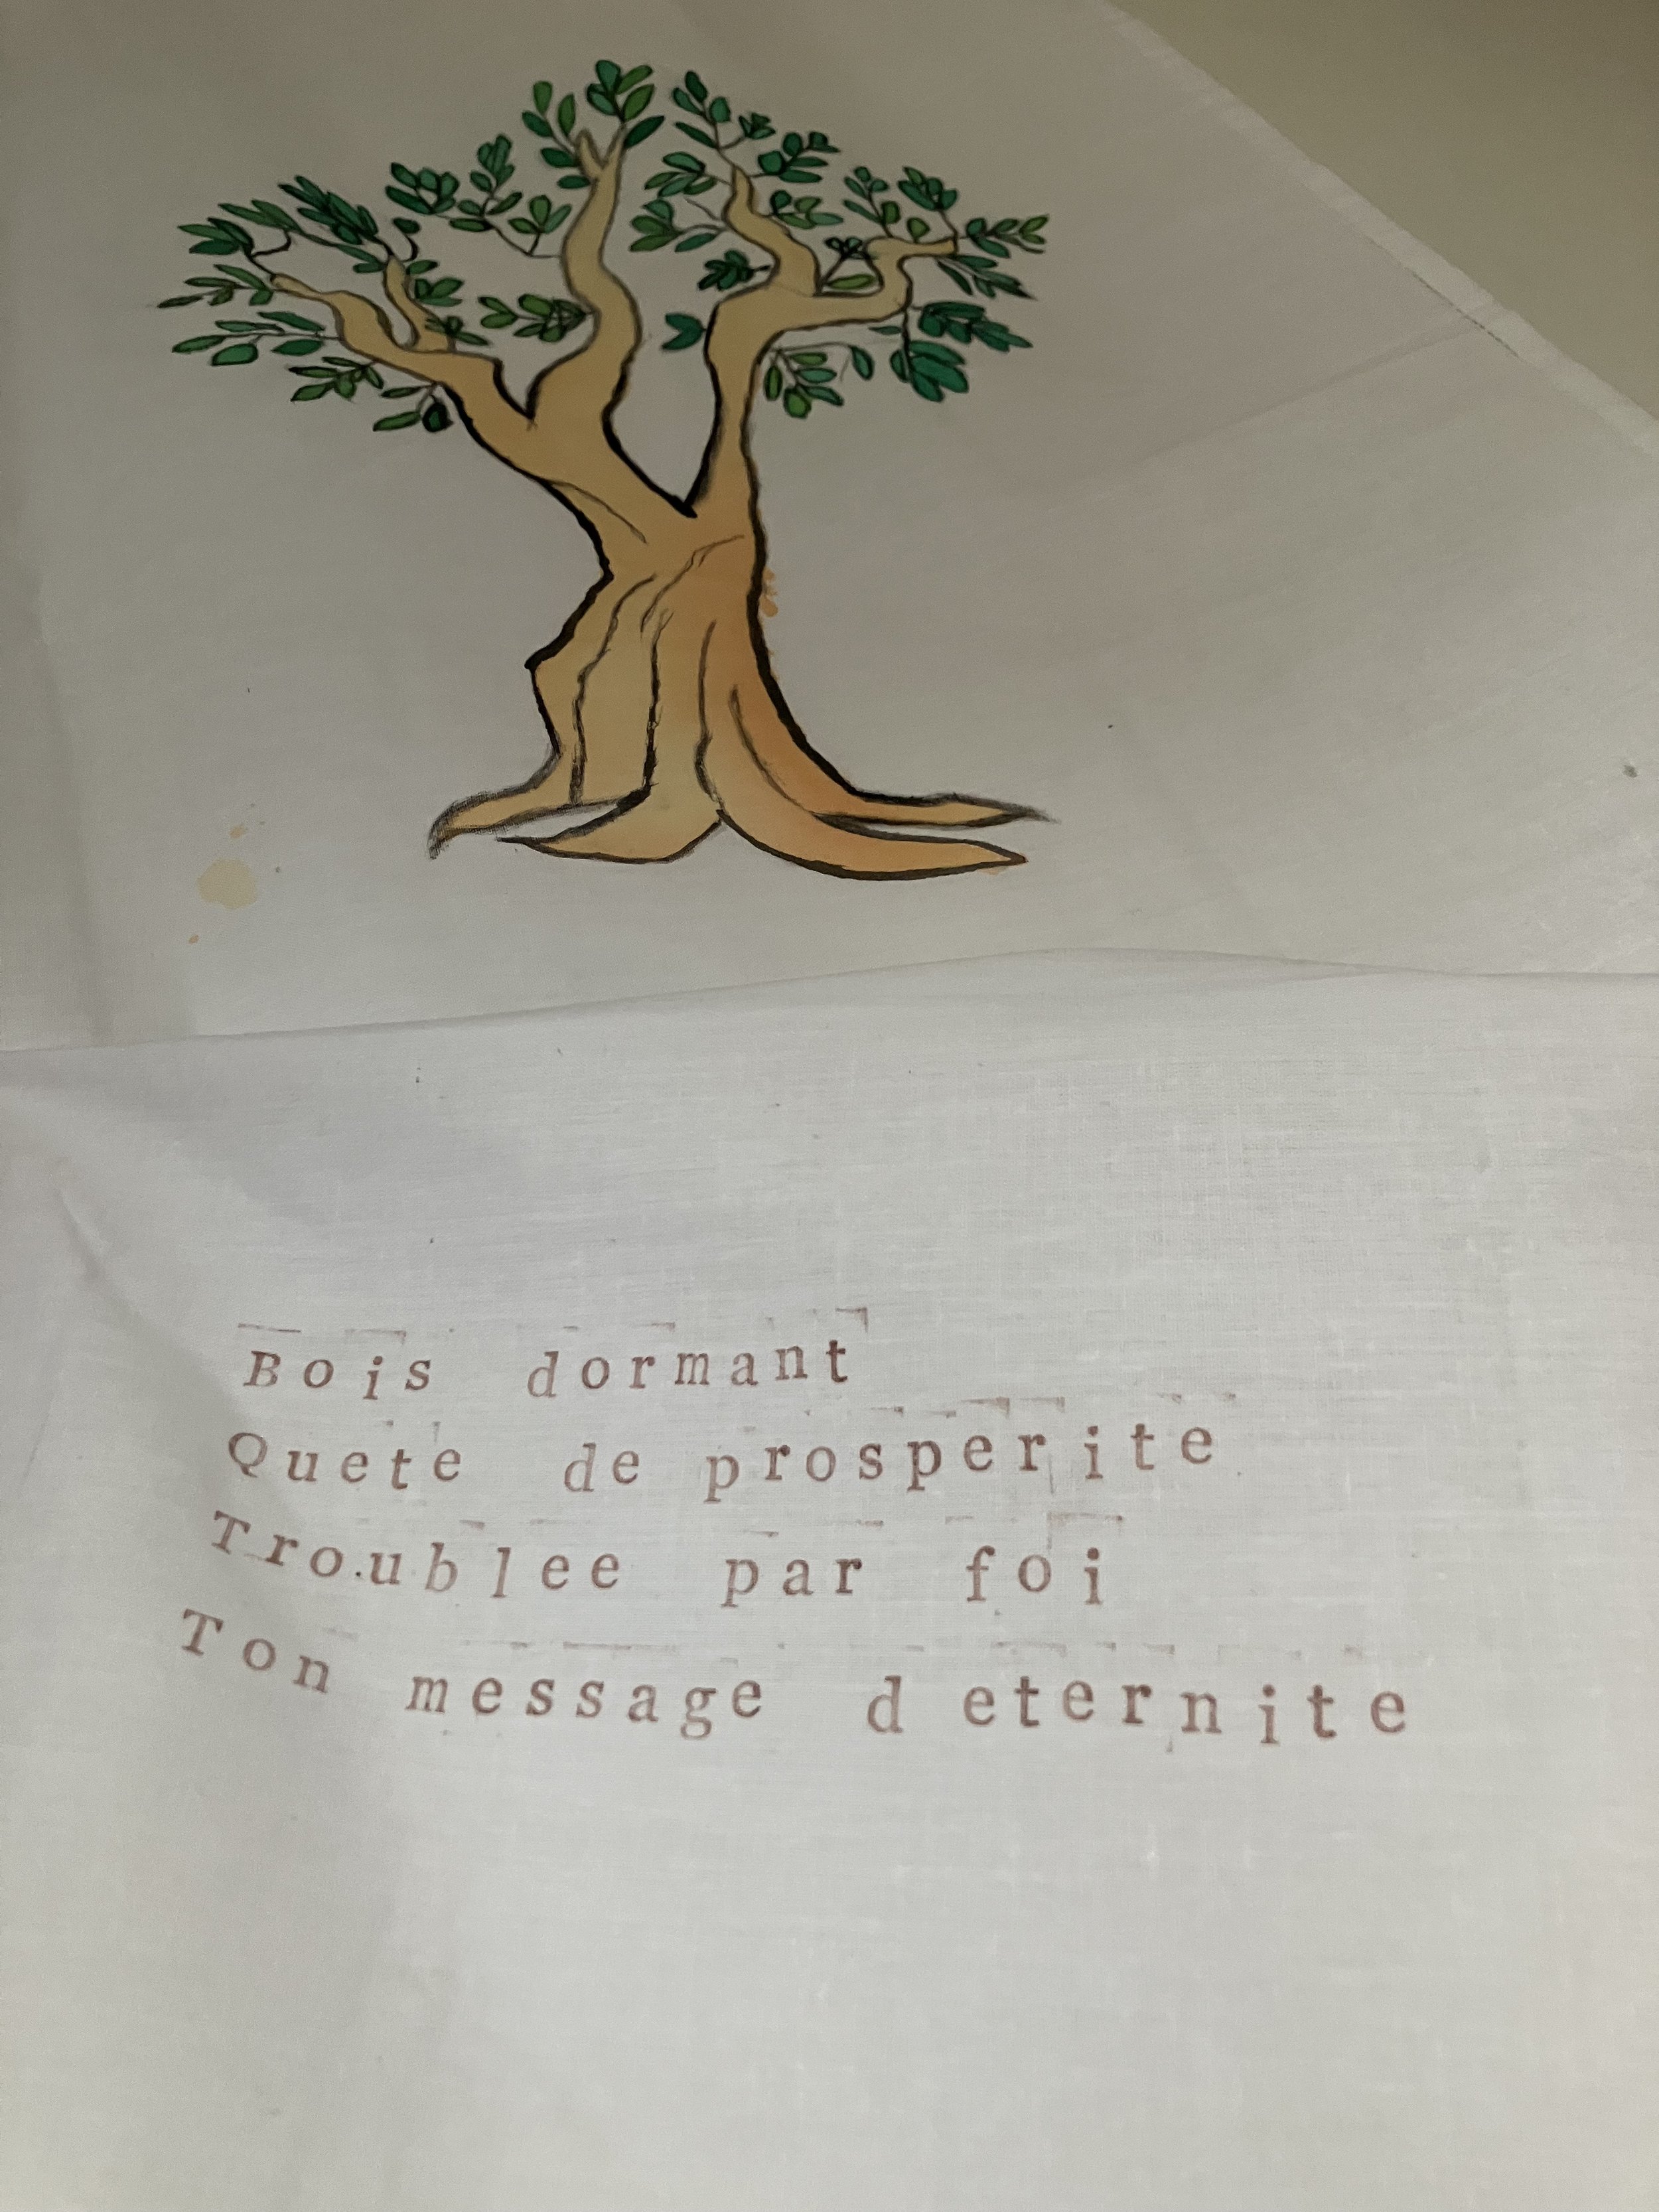 Bois dormant
Quete de prosperite
Troublee par foi
Ton message d eternite